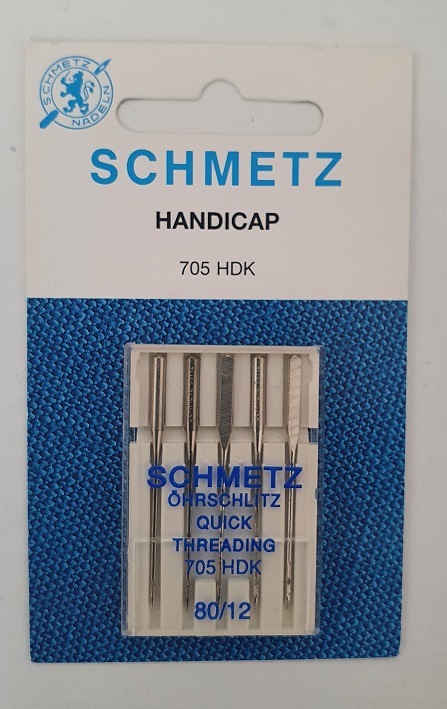 SCHMETZ
NADELN
SCHMETZ
HANDICAP
705 HDK
SCHMETZ
ÖHRSCHLITZ
QUICK
THREADING
705 HDK
80/12